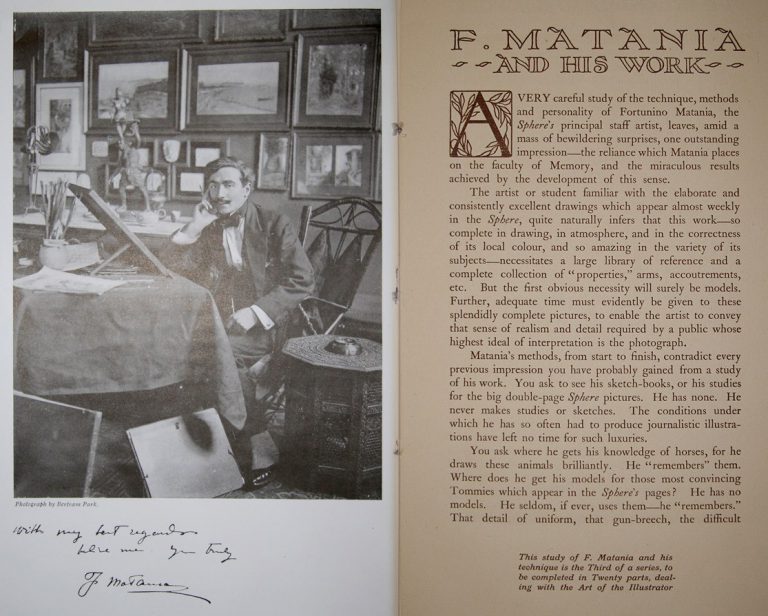 Photograph by Bertram Park.
With my best regards
believe me yours truly
F. Matania
F. MATANIA
AND HIS WORK
A VERY careful study of the technique, methods
and personality of Fortunino Matania, the
Sphere's principal staff artist, leaves, amid a
mass of bewildering surprises, one outstanding
impression—the reliance which Matania places
on the faculty of Memory, and the miraculous results
achieved by the development of this sense.
The artist or student familiar with the elaborate and
consistently excellent drawings which appear almost weekly
in the Sphere, quite naturally infers that this work—so
complete in drawing, in atmosphere, and in the correctness
of its local colour, and so amazing in the variety of its
subjects—necessitates a large library of reference and a
complete collection of "properties," arms, accoutrements,
etc. But the first obvious necessity will surely be models.
Further, adequate time must evidently be given to these
splendidly complete pictures, to enable the artist to convey
that sense of realism and detail required by a public whose
highest ideal of interpretation is the photograph.
Matania's methods, from start to finish, contradict every
previous impression you have probably gained from a study
of his work. You ask to see his sketch-books, or his studies
for the big double-page Sphere pictures. He has none. He
never makes studies or sketches. The conditions under
which he has so often had to produce journalistic illustra-
tions have left no time for such luxuries.
You ask where he gets his knowledge of horses, for he
draws these animals brilliantly. He "remembers" them.
Where does he get his models for those most convincing
Tommies which appear in the Sphere's pages? He has no
models. He seldom, if ever, uses them—he "remembers."
That detail of uniform, that gun-breech, the difficult
This study of F. Matania and his
technique is the Third of a series, to
be completed in Twenty parts, deal-
ing with the Art of the Illustrator